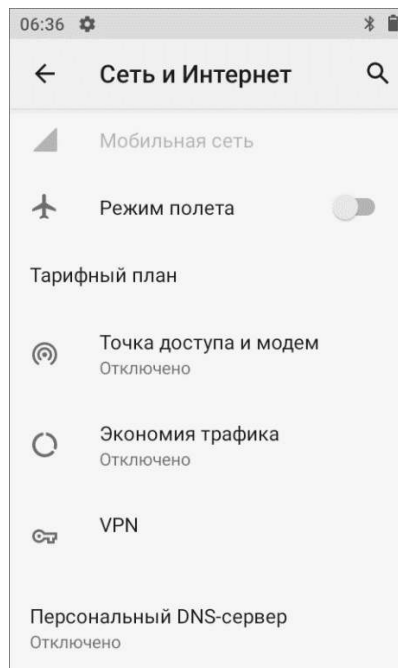 06:36
Сеть и Интернет
Мобильная сеть
Режим полета
Тарифный план
Точка доступа и модем
Отключено
Экономия трафика
Отключено
VPN
Персональный DNS-сервер
Отключено